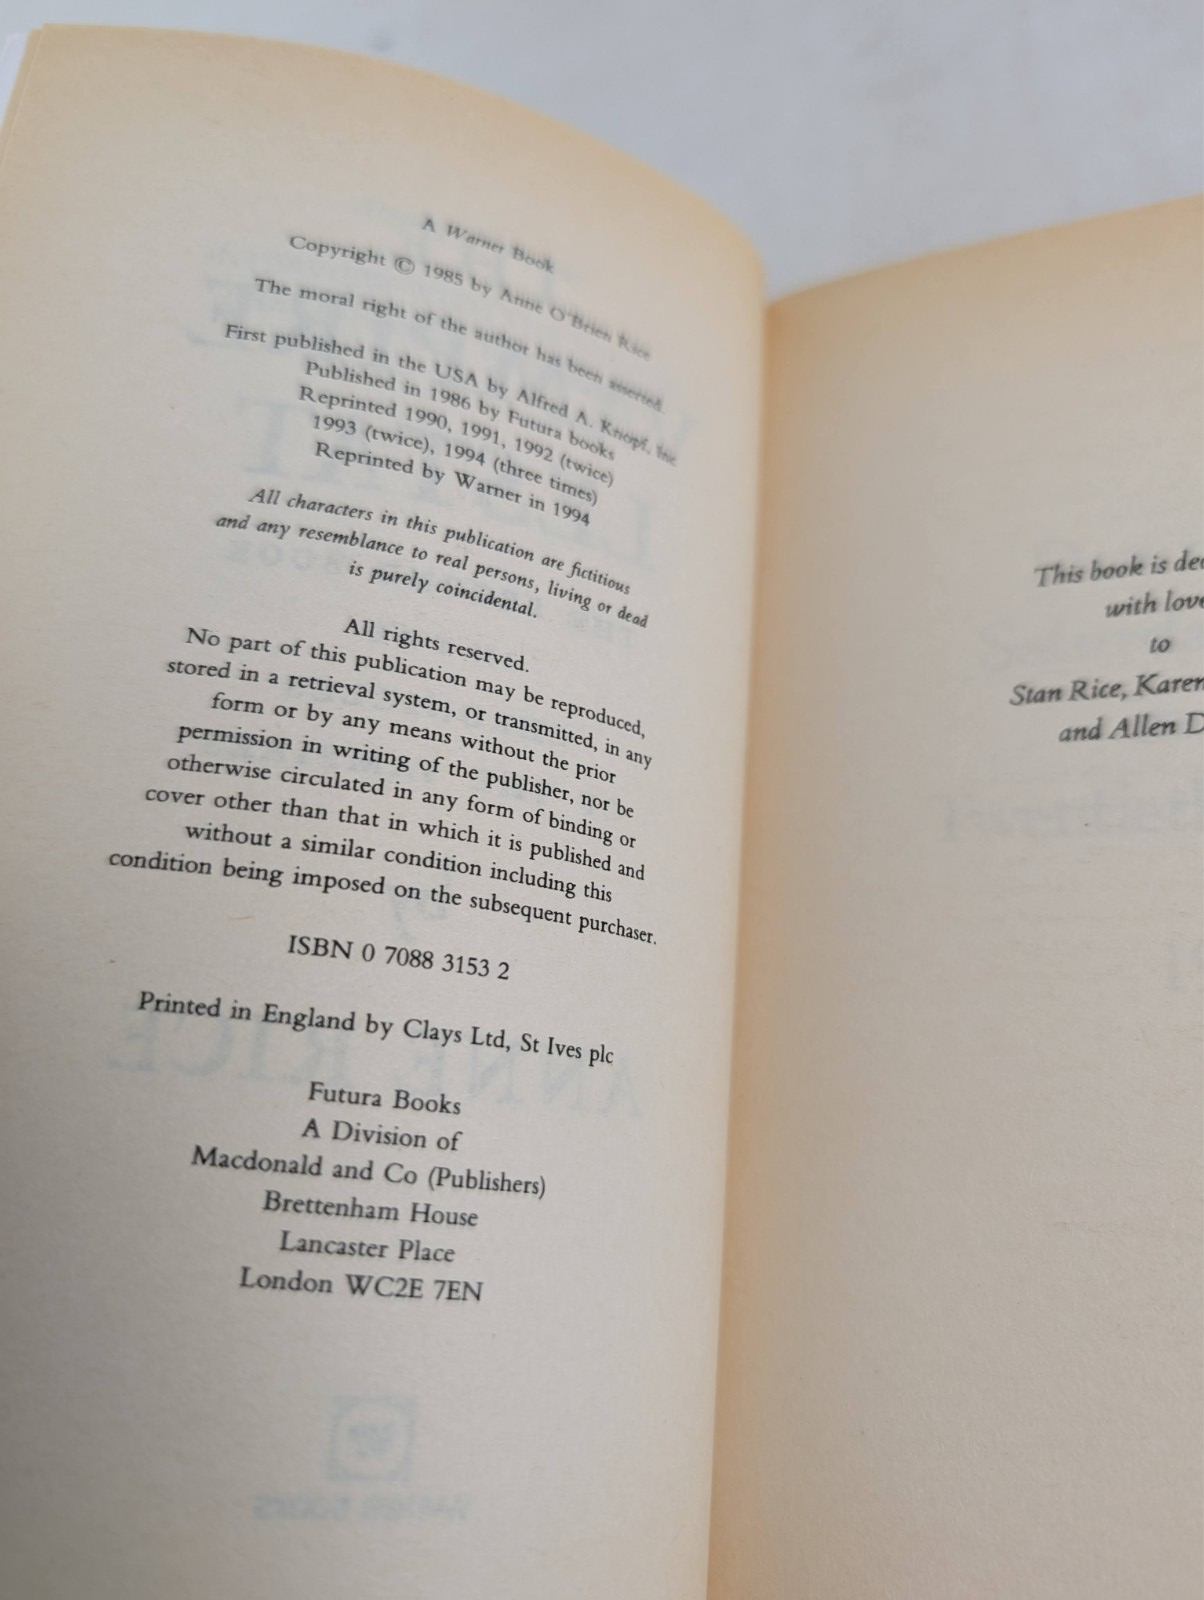 A Warner Book
Copyright © 1985 by Anne O'Brien Rice
The moral right of the author has been asserted.
First published in the USA by Alfred A. Knopf, Inc
Published in 1986 by Futura books
Reprinted 1990, 1991, 1992 (twice)
1993 (twice), 1994 (three times)
Reprinted by Warner in 1994
All characters in this publication are fictitious
and any resemblance to real persons, living or dead
is purely coincidental.
All rights reserved.
No part of this publication may be reproduced,
stored in a retrieval system, or transmitted, in any
form or by any means without the prior
permission in writing of the publisher, nor be
otherwise circulated in any form of binding or
cover other than that in which it is published and
without a similar condition including this
condition being imposed on the subsequent purchaser.
ISBN 0 7088 3153 2
Printed in England by Clays Ltd, St Ives plc
Futura Books
A Division of
Macdonald and Co (Publishers)
Brettenham House
Lancaster Place
London WC2E 7EN
This book is de
with love
to
Stan Rice, Karen
and Allen D